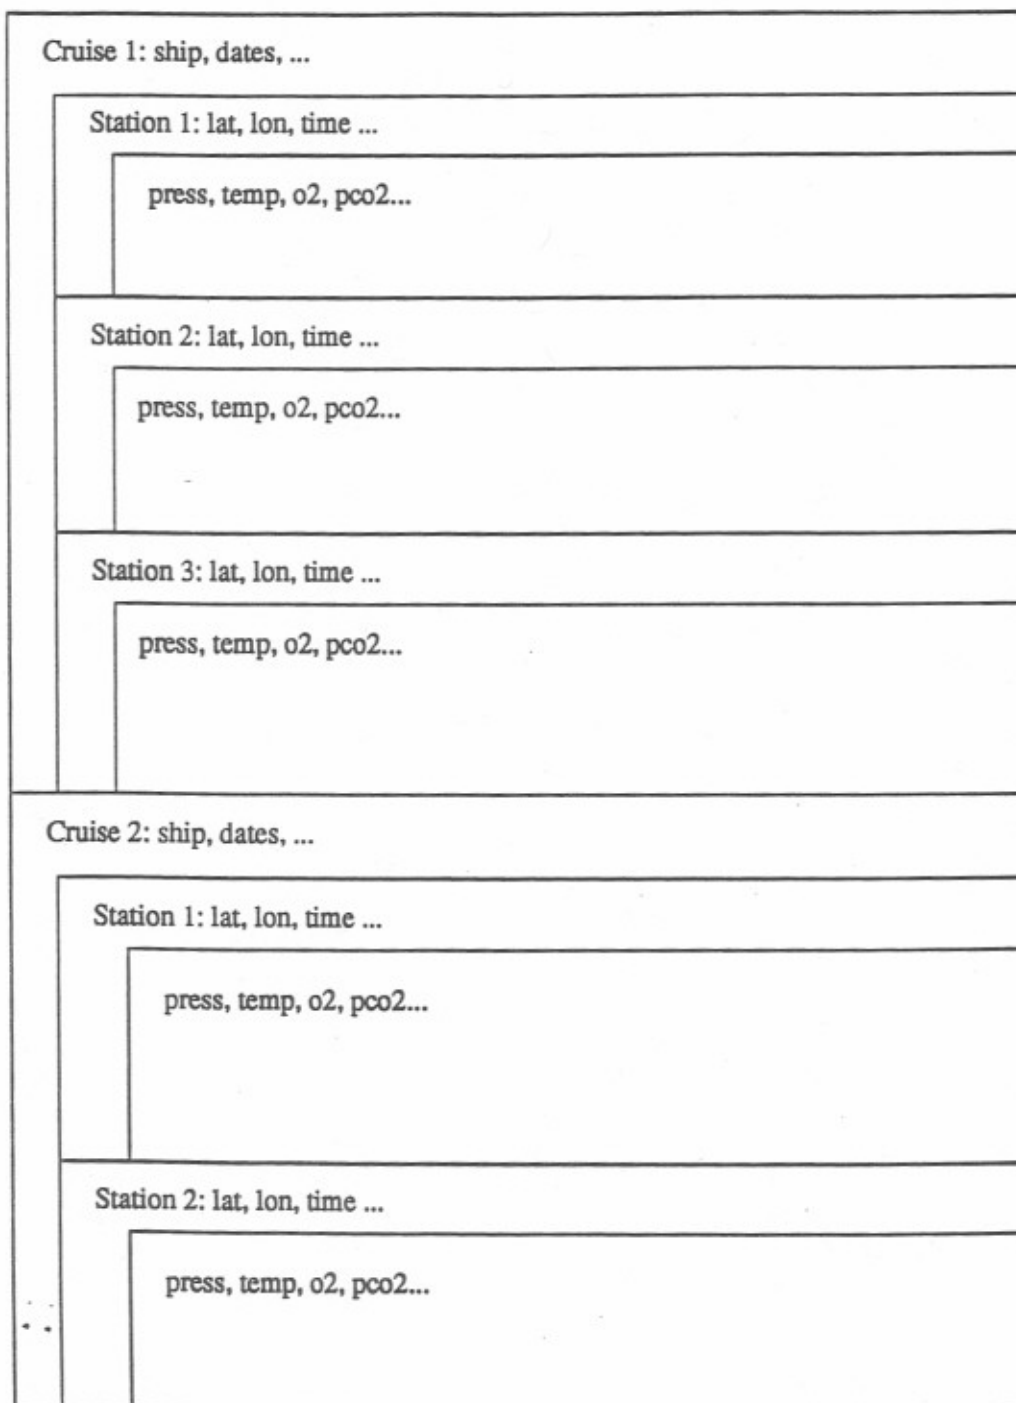 Cruise 1: ship, dates, ...
Station 1: lat, lon, time ...
press, temp, o2, pco2...
Station 2: lat, lon, time ...
press, temp, o2, pco2...
Station 3: lat, lon, time ...
press, temp, o2, pco2...
Cruise 2: ship, dates, ...
Station 1: lat, lon, time ...
press, temp, o2, pco2...
Station 2: lat, lon, time ...
press, temp, o2, pco2...